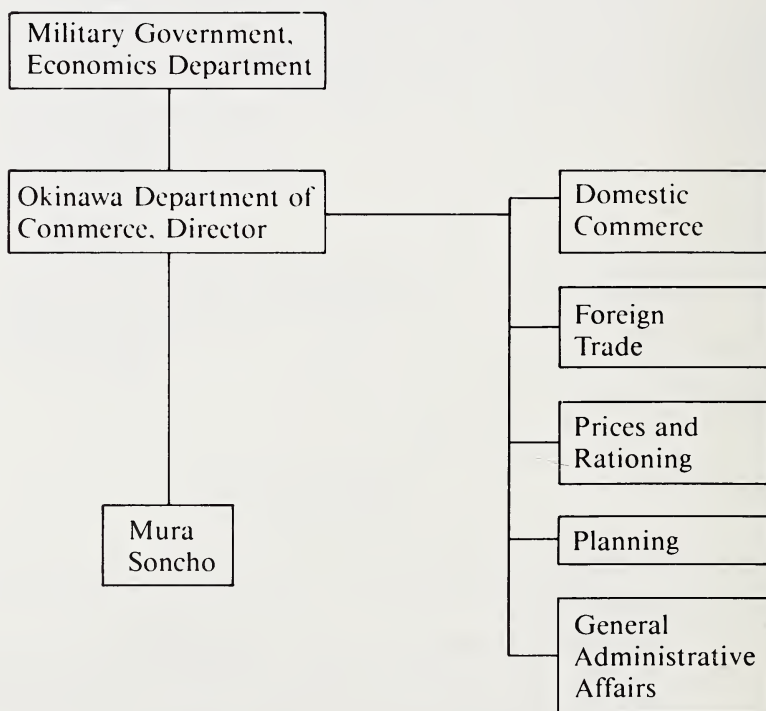 Military Government,
Economics Department
Okinawa Department of
Commerce, Director
Domestic
Commerce
Foreign
Trade
Prices and
Rationing
Mura
Soncho
Planning
General
Administrative
Affairs